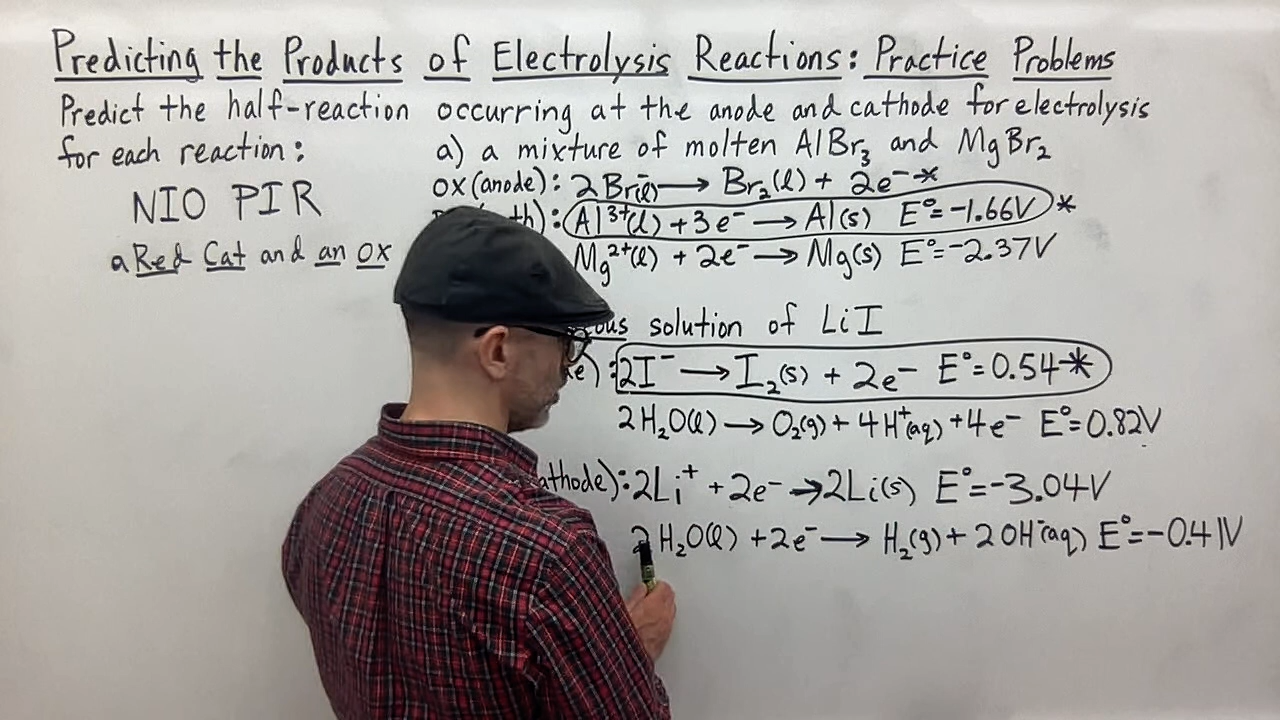 Predicting the Products of Electrolysis Reactions: Practice Problems
Predict the half-reaction occurring at the anode and cathode for electrolysis
for each reaction:
a) a mixture of molten AlBr₃ and MgBr₂
NIO PIR
a Red Cat and an ox
ox (anode): 2Br⁻(l) → Br₂(l) + 2e⁻ *
th): Al³⁺(l) + 3e⁻ → Al(s) E°=-1.66V *
Mg²⁺(l) + 2e⁻ → Mg(s) E°=-2.37V
ous solution of LiI
de): 2I⁻ → I₂(s) + 2e⁻ E°=0.54 *
2H₂O(l) → O₂(g) + 4H⁺(aq) + 4e⁻ E°=0.82V
athode): 2Li⁺ + 2e⁻ → 2Li(s) E°=-3.04V
2H₂O(l) + 2e⁻ → H₂(g) + 2OH⁻(aq) E°=-0.41V